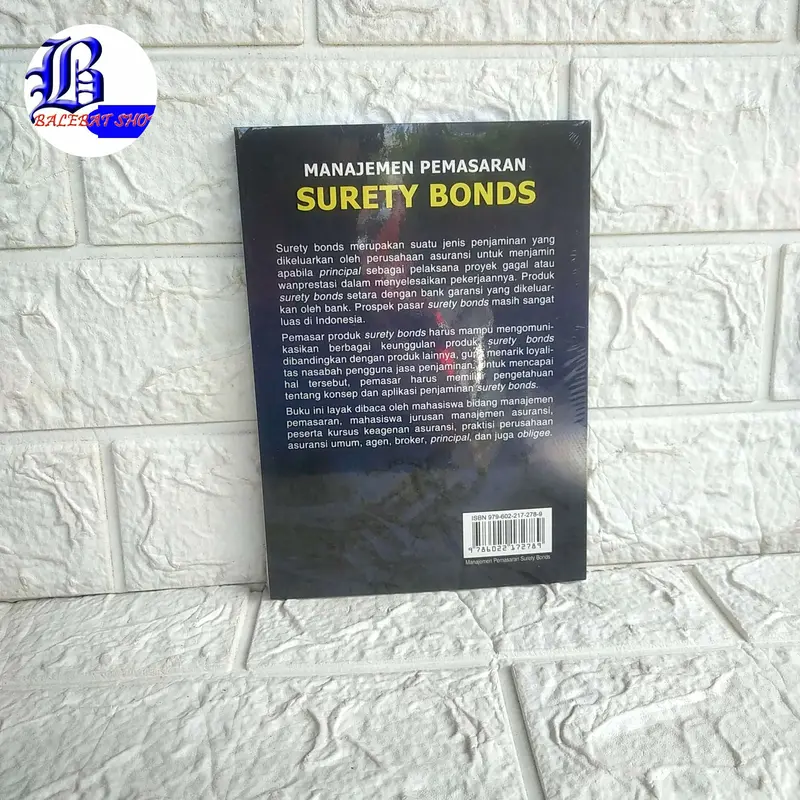 B
BALEBAT SHO
MANAJEMEN PEMASARAN
SURETY BONDS
Surety bonds merupakan suatu jenis penjaminan yang
dikeluarkan oleh perusahaan asuransi untuk menjamin
apabila principal sebagai pelaksana proyek gagal atau
wanprestasi dalam menyelesaikan pekerjaannya. Produk
surety bonds setara dengan bank garansi yang dikeluar-
kan oleh bank. Prospek pasar surety bonds masih sangat
luas di Indonesia.
Pemasar produk surety bonds harus mampu mengomuni-
kasikan berbagai keunggulan produk surety bonds
dibandingkan dengan produk lainnya, guna menarik loyali-
tas nasabah pengguna jasa penjaminan. Untuk mencapai
hal tersebut, pemasar harus memiliki pengetahuan
tentang konsep dan aplikasi penjaminan surety bonds.
Buku ini layak dibaca oleh mahasiswa bidang manajemen
pemasaran, mahasiswa jurusan manajemen asuransi,
peserta kursus keagenan asuransi, praktisi perusahaan
asuransi umum, agen, broker, principal, dan juga obligee.
ISBN 979-602-217-278-9
9 786022 172789
Manajemen Pemasaran Surety Bonds